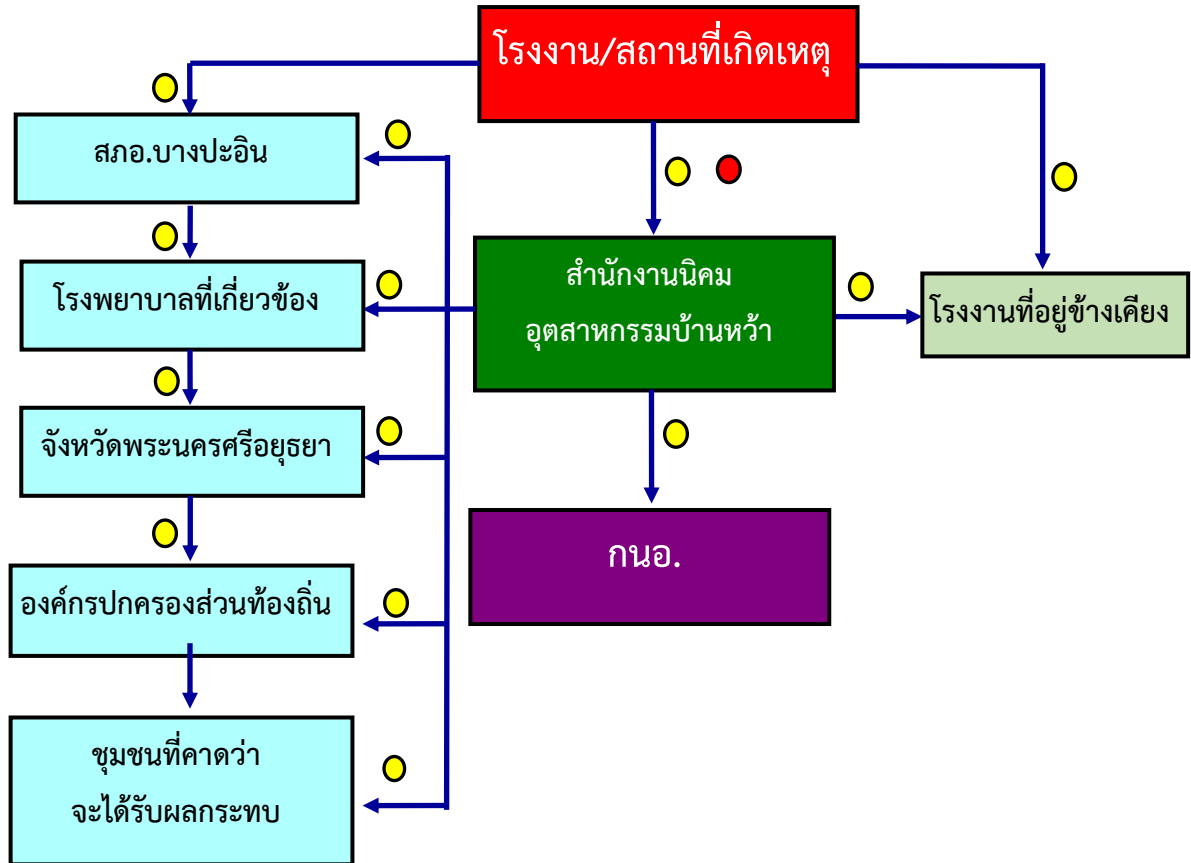 โรงงาน/สถานที่เกิดเหตุ
สภอ.บางปะอิน
โรงพยาบาลที่เกี่ยวข้อง
สำนักงานนิคม
อุตสาหกรรมบ้านหว้า
โรงงานที่อยู่ข้างเคียง
จังหวัดพระนครศรีอยุธยา
กนอ.
องค์กรปกครองส่วนท้องถิ่น
ชุมชนที่คาดว่า
จะได้รับผลกระทบ